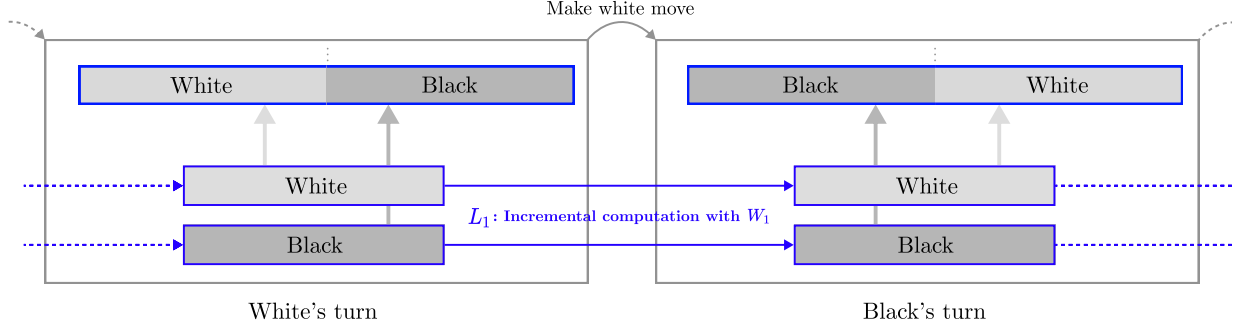 Make white move
White Black
Black White
White
White
L₁: Incremental computation with W₁
Black
Black
White's turn
Black's turn